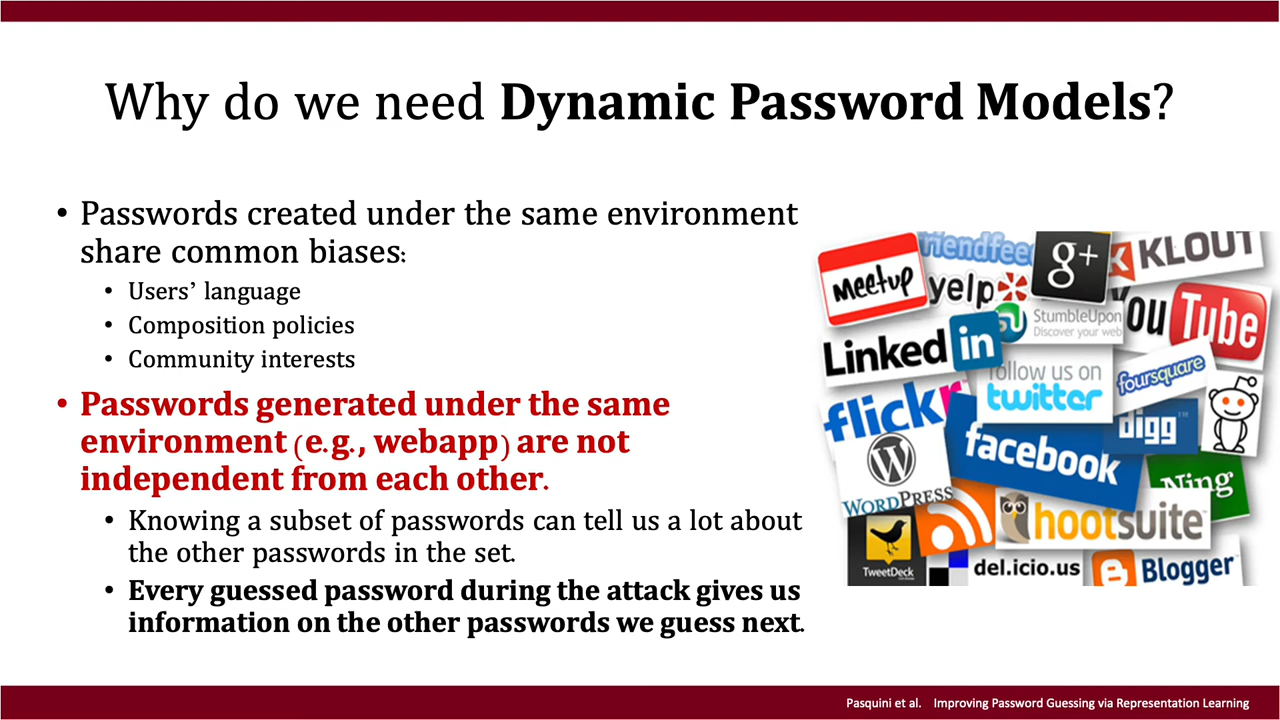 Why do we need Dynamic Password Models?
• Passwords created under the same environment
share common biases:
• Users’ language
• Composition policies
• Community interests
• Passwords generated under the same
environment (e.g., webapp) are not
independent from each other.
• Knowing a subset of passwords can tell us a lot about
the other passwords in the set.
• Every guessed password during the attack gives us
information on the other passwords we guess next.
friendfeed
g+
KLOUT
meetup
yelp
StumbleUpon
Discover your web
You Tube
Linked in
follow us on
twitter
foursquare
flickr
digg
facebook
WORDPRESS
Ning
hootsuite
TweetDeck
del.icio.us
Blogger
Pasquini et al. Improving Password Guessing via Representation Learning